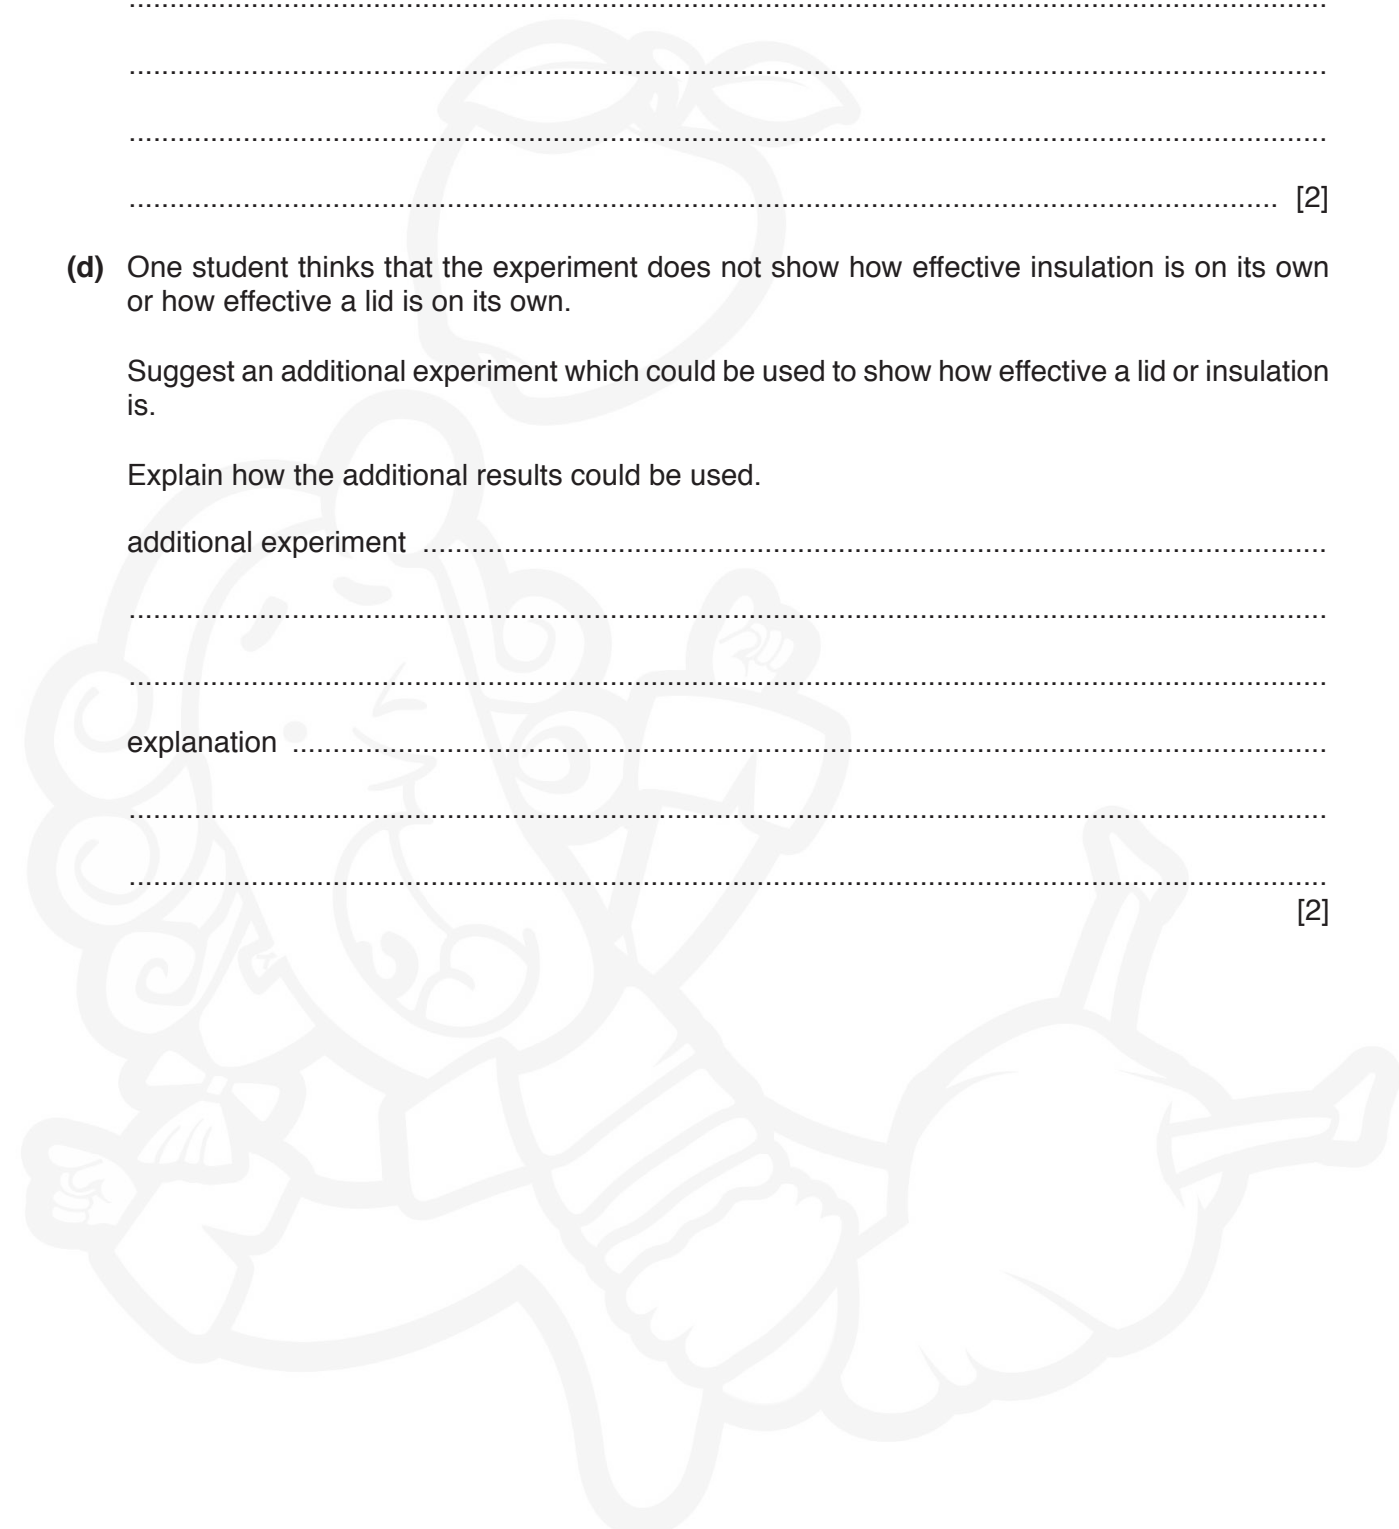 ..........
..........
..........
.......... [2]
(d) One student thinks that the experiment does not show how effective insulation is on its own
or how effective a lid is on its own.
Suggest an additional experiment which could be used to show how effective a lid or insulation
is.
Explain how the additional results could be used.
additional experiment ..........
..........
..........
explanation ..........
..........
..........
[2]